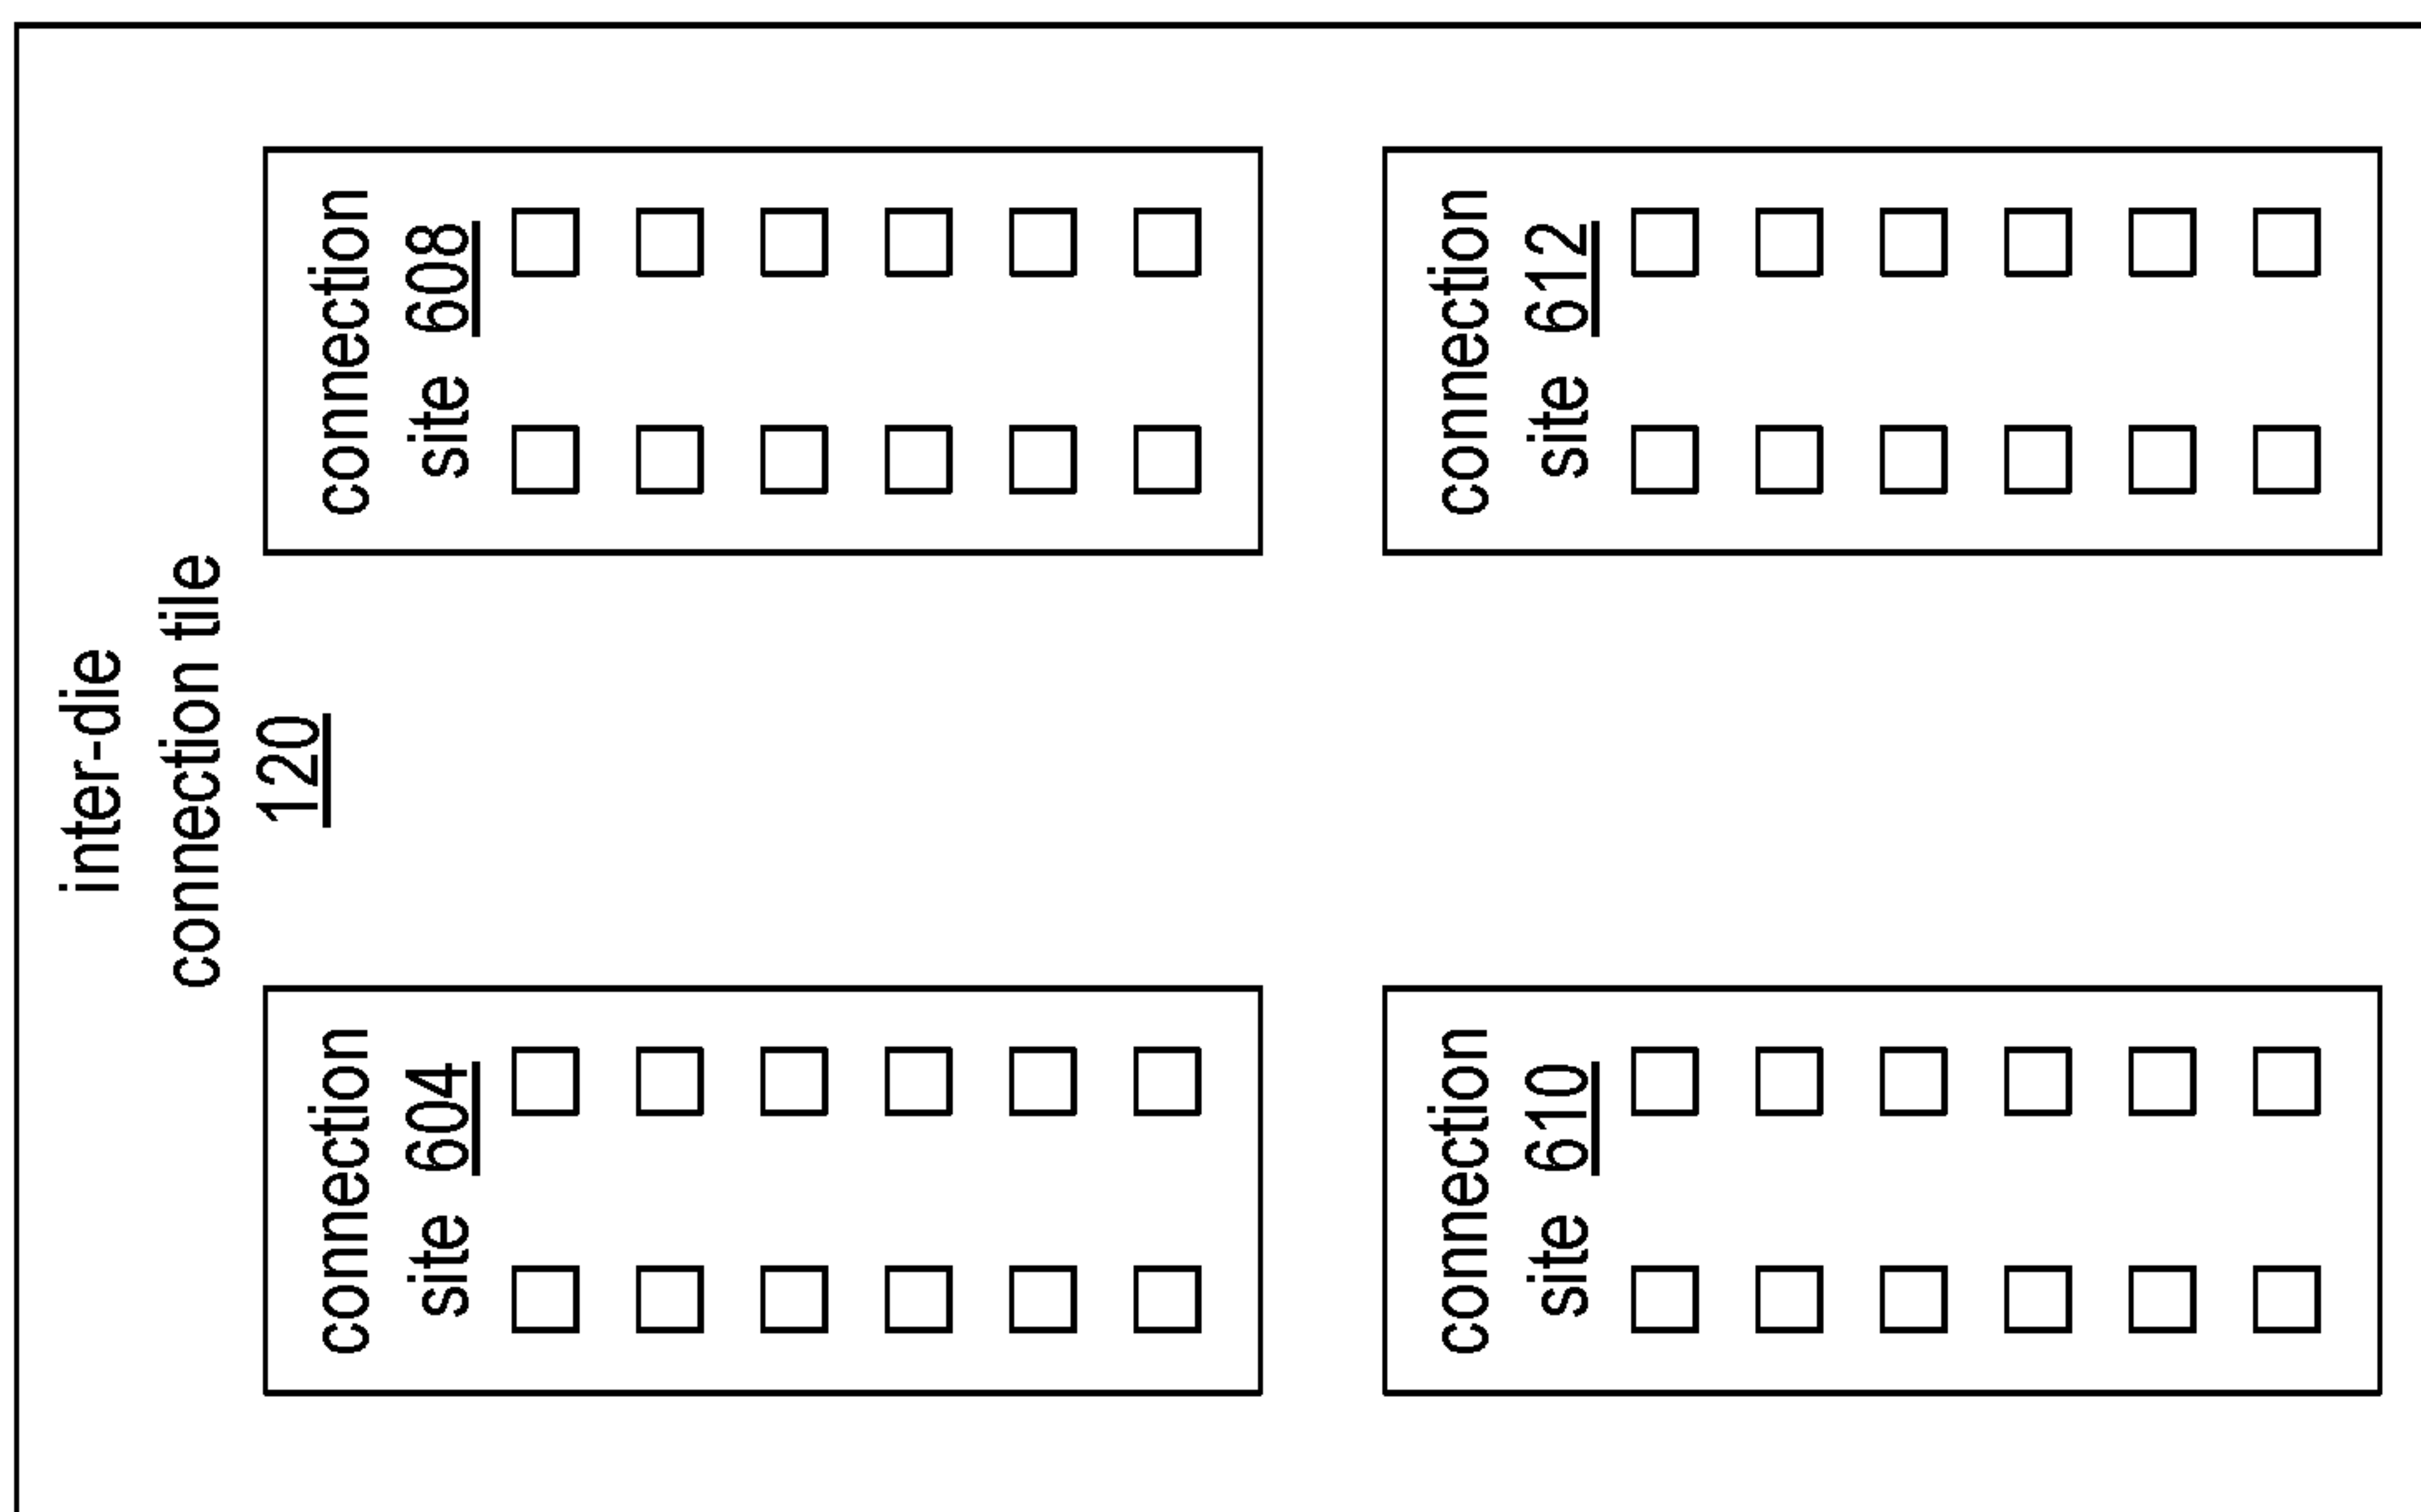 inter-die
connection tile
120
connection
site 604
connection
site 608
connection
site 610
connection
site 612